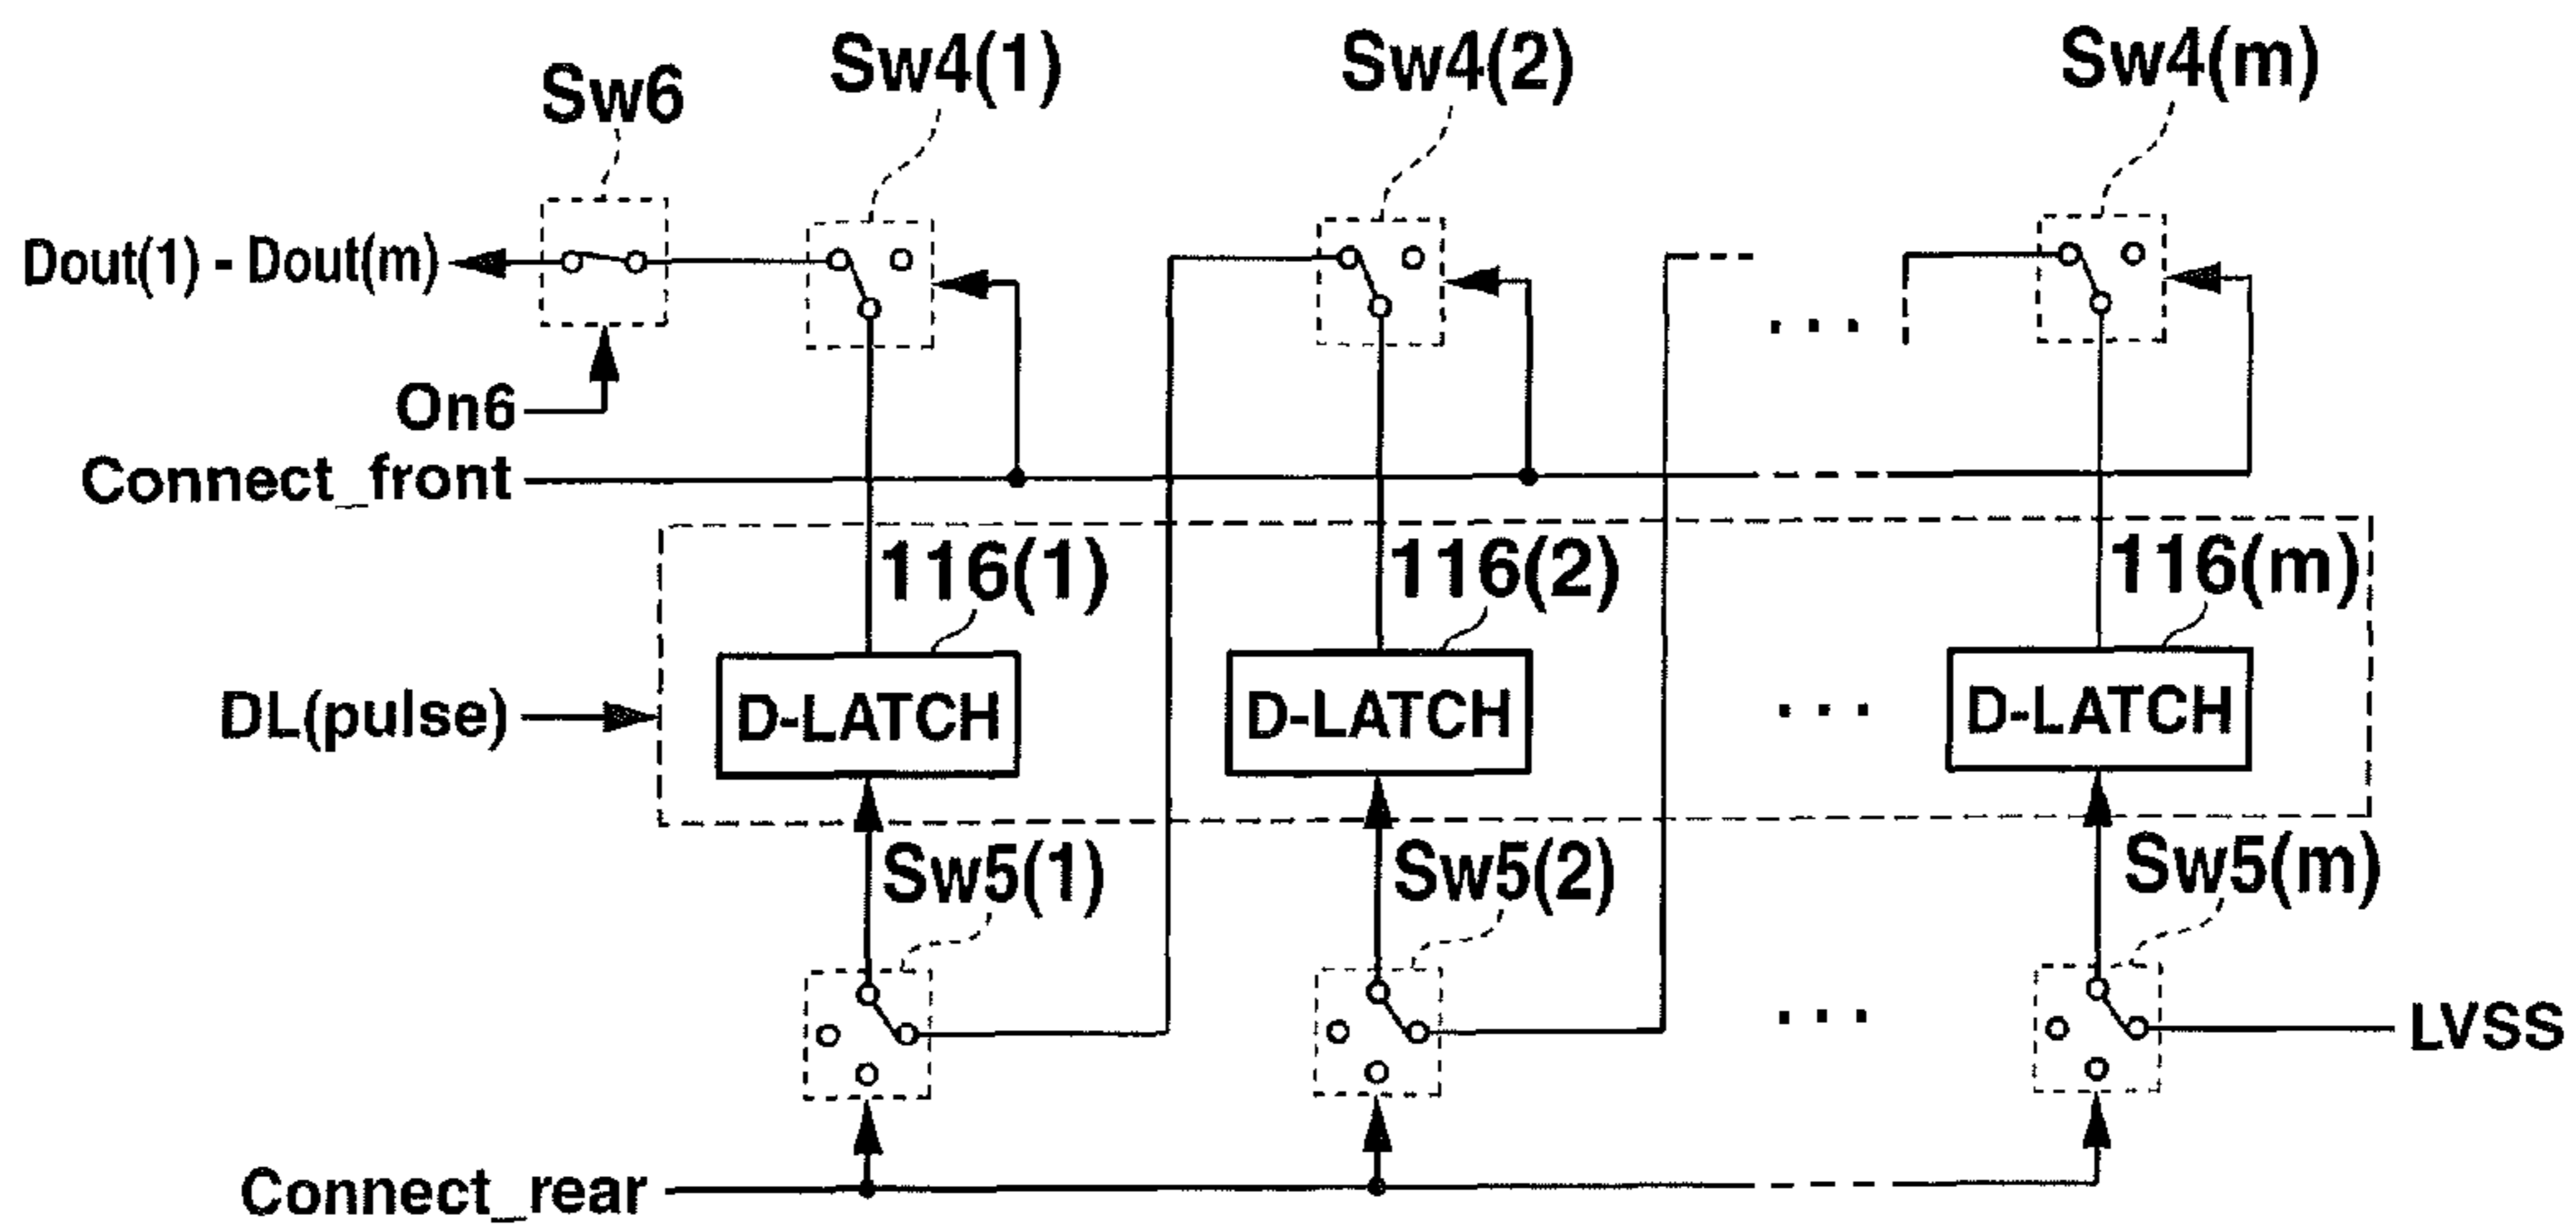 Sw6
Sw4(1)
Sw4(2)
Sw4(m)
Dout(1) - Dout(m)
On6
Connect_front
116(1)
116(2)
116(m)
DL(pulse)
D-LATCH
D-LATCH
...
D-LATCH
Sw5(1)
Sw5(2)
Sw5(m)
LVSS
Connect_rear